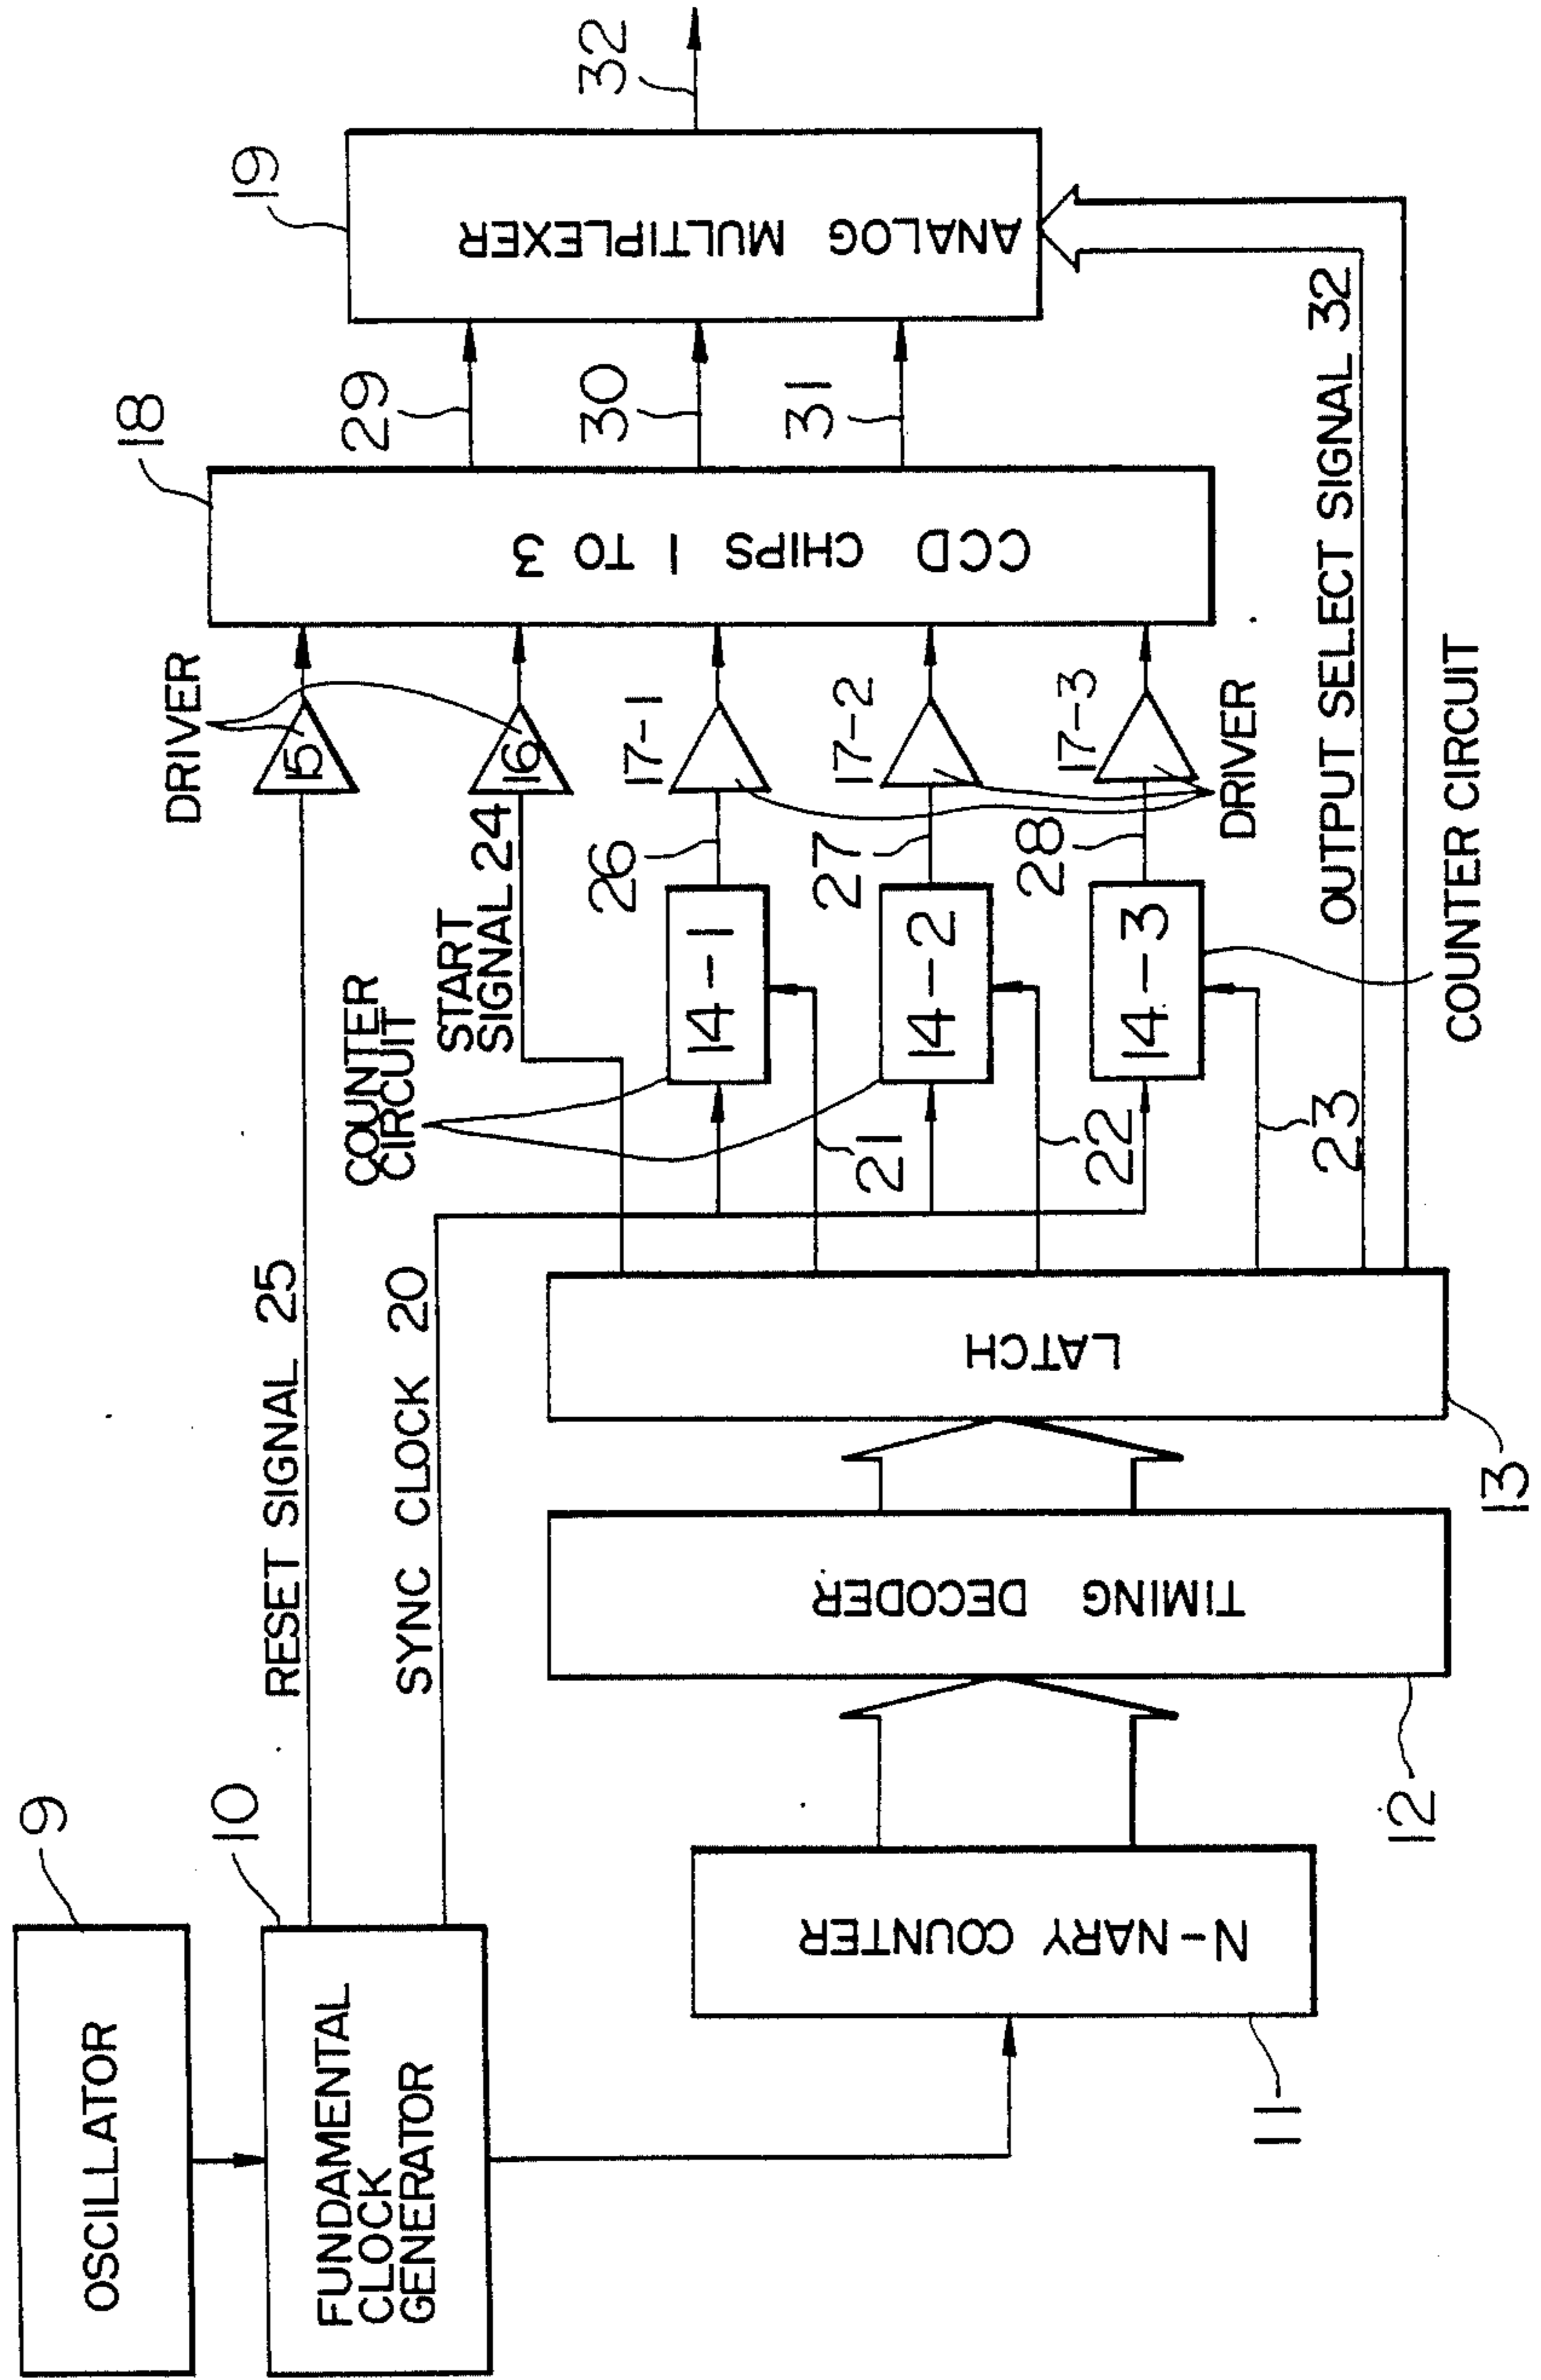 9
OSCILLATOR
10
FUNDAMENTAL
CLOCK
GENERATOR
RESET SIGNAL 25
SYNC CLOCK 20
11
N-NARY COUNTER
12
TIMING DECODER
13
LATCH
COUNTER
CIRCUIT
START
SIGNAL 24
DRIVER
15
16
14-1
26
17-1
21
14-2
27
17-2
22
14-3
28
17-3
23
DRIVER
COUNTER CIRCUIT
OUTPUT SELECT SIGNAL 32
18
CCD CHIPS 1 TO 3
29
30
31
19
ANALOG MULTIPLEXER
32